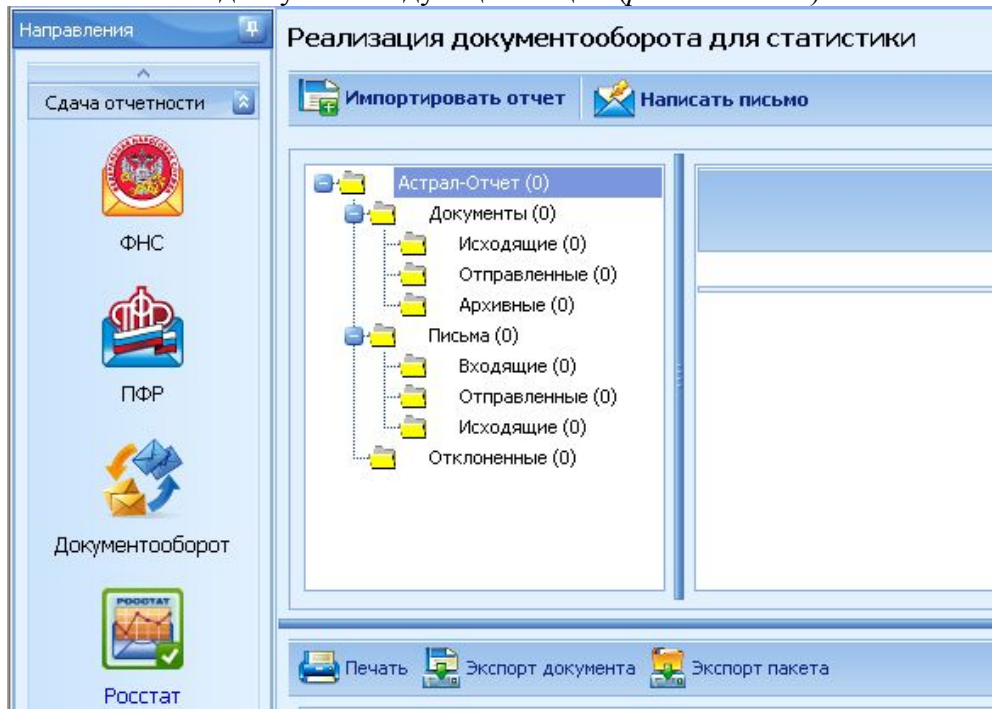 Направления
Реализация документооборота для статистики
Сдача отчетности
Импортировать отчет
Написать письмо
ФНС
ПФР
Документооборот
РОССТАТ
Росстат
Астрал-Отчет (0)
Документы (0)
Исходящие (0)
Отправленные (0)
Архивные (0)
Письма (0)
Входящие (0)
Отправленные (0)
Исходящие (0)
Отклоненные (0)
Печать
Экспорт документа
Экспорт пакета